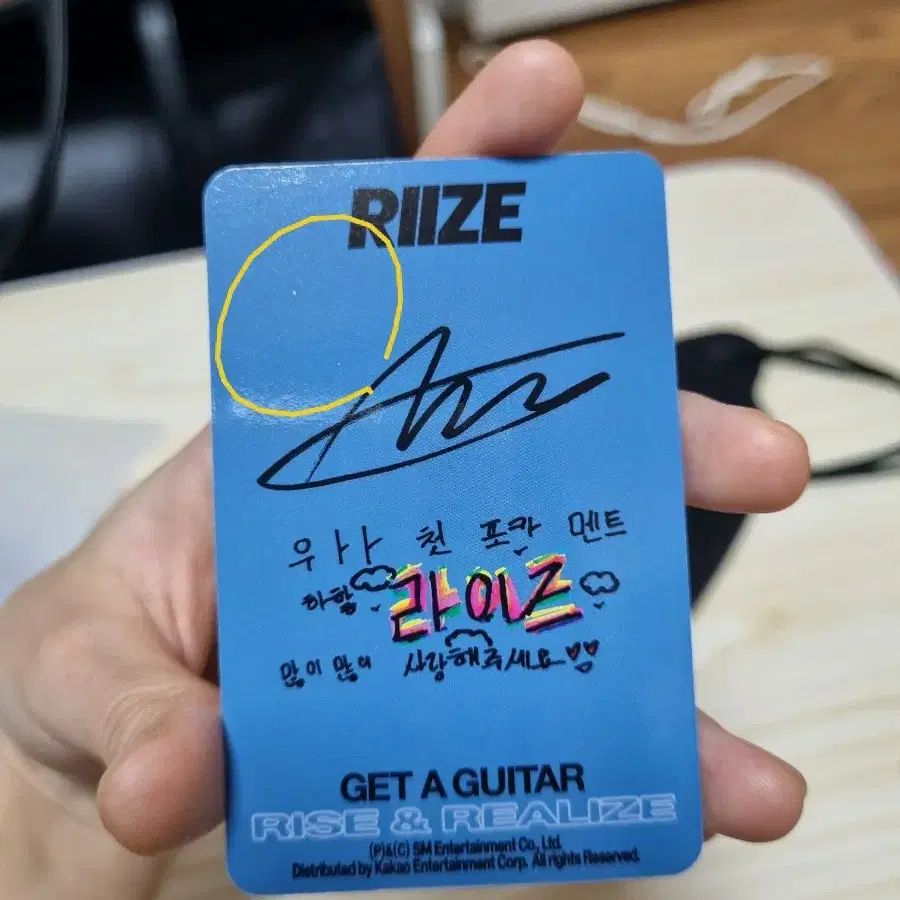 RIIZE
우ㅏㅏ 첫 포카 멘트
하핳 라이즈
많이 많이 사랑해주세요
GET A GUITAR
RISE & REALIZE
(P)&(C) SM Entertainment Co., Ltd.
Distributed by Kakao Entertainment Corp. All rights Reserved.